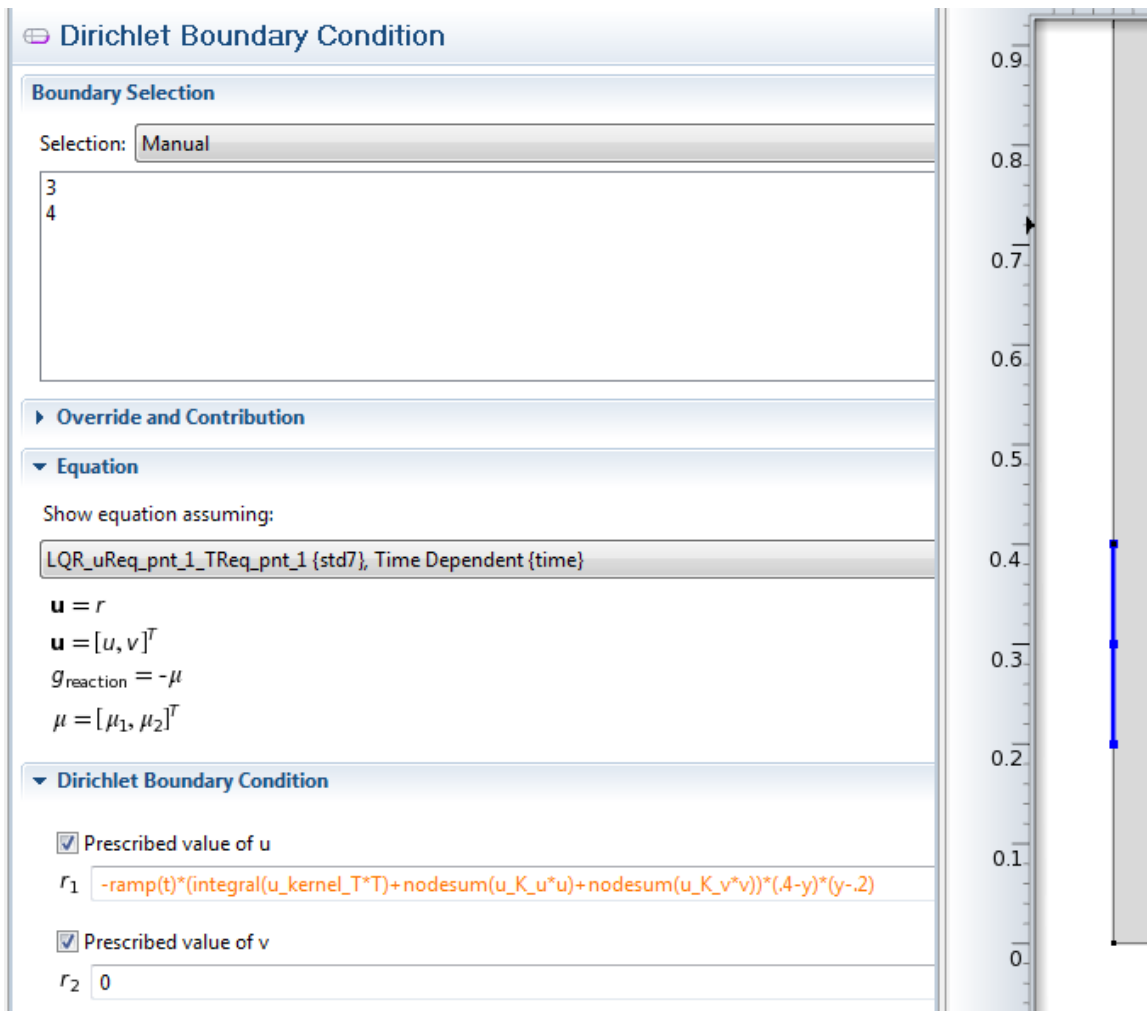 Dirichlet Boundary Condition
Boundary Selection
Selection: Manual
3
4
Override and Contribution
Equation
Show equation assuming:
LQR_uReq_pnt_1_TReq_pnt_1 {std7}, Time Dependent {time}
u = r
u = [u, v]ᵀ
g_reaction = -μ
μ = [μ₁, μ₂]ᵀ
Dirichlet Boundary Condition
Prescribed value of u
r₁ -ramp(t)*(integral(u_kernel_T*T)+nodesum(u_K_u*u)+nodesum(u_K_v*v))*(.4-y)*(y-.2)
Prescribed value of v
r₂ 0
0.9
0.8
0.7
0.6
0.5
0.4
0.3
0.2
0.1
0